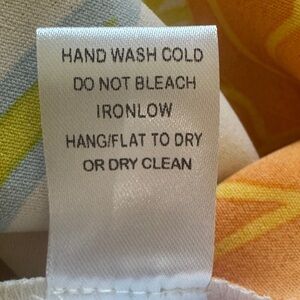 HAND WASH COLD
DO NOT BLEACH
IRONLOW
HANG/FLAT TO DRY
OR DRY CLEAN